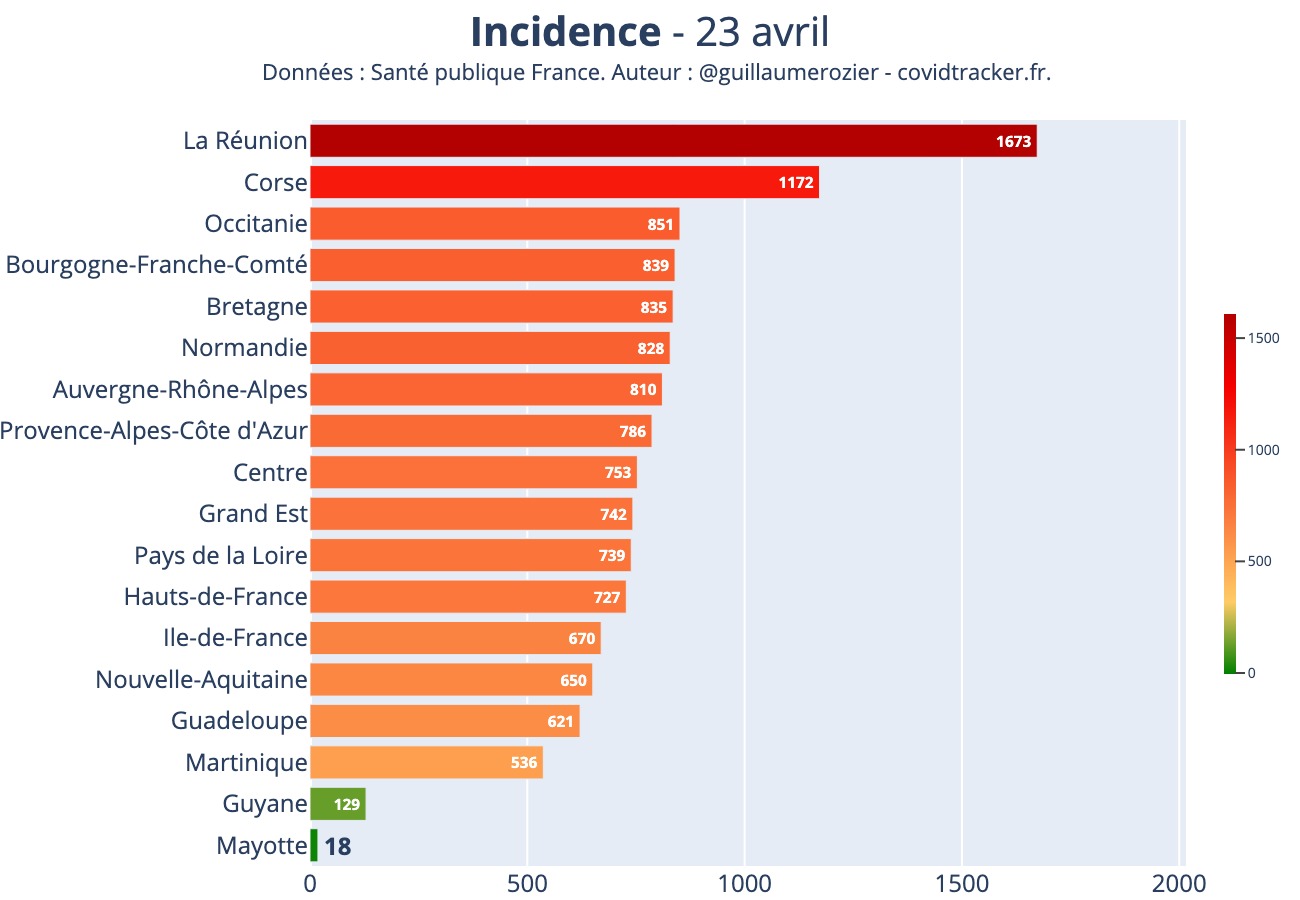 Incidence - 23 avril
Données : Santé publique France. Auteur : @guillaumerozier - covidtracker.fr.
La Réunion 1673
Corse 1172
Occitanie 851
Bourgogne-Franche-Comté 839
Bretagne 835
Normandie 828
Auvergne-Rhône-Alpes 810
Provence-Alpes-Côte d'Azur 786
Centre 753
Grand Est 742
Pays de la Loire 739
Hauts-de-France 727
Ile-de-France 670
Nouvelle-Aquitaine 650
Guadeloupe 621
Martinique 536
Guyane 129
Mayotte 18
0 500 1000 1500 2000
1500
1000
500
0